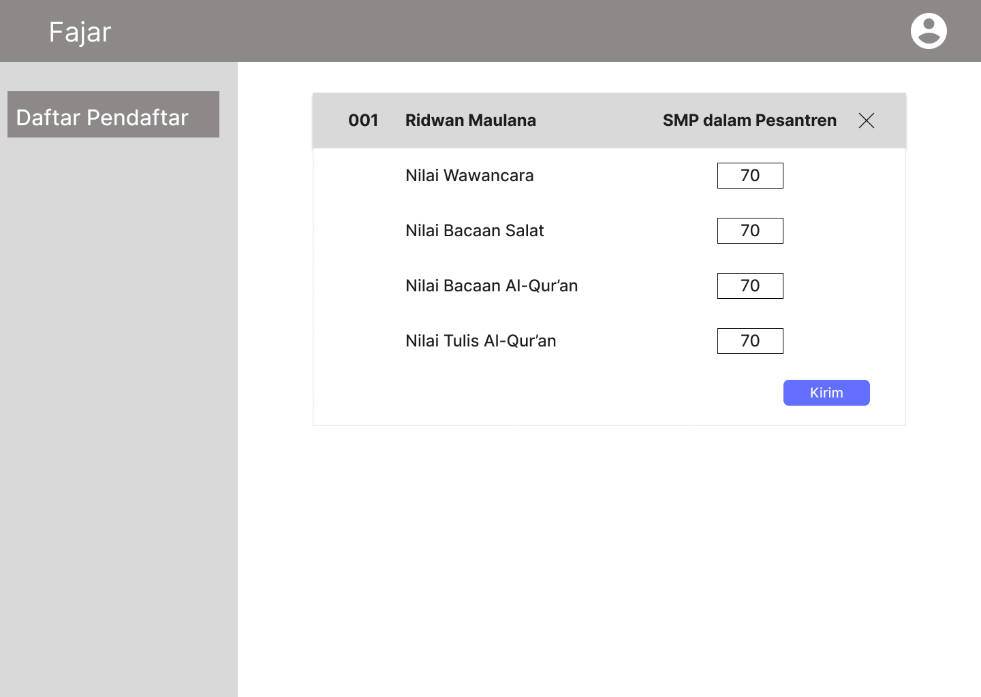 Fajar
Daftar Pendaftar
001 Ridwan Maulana SMP dalam Pesantren
Nilai Wawancara 70
Nilai Bacaan Salat 70
Nilai Bacaan Al-Qur’an 70
Nilai Tulis Al-Qur’an 70
Kirim